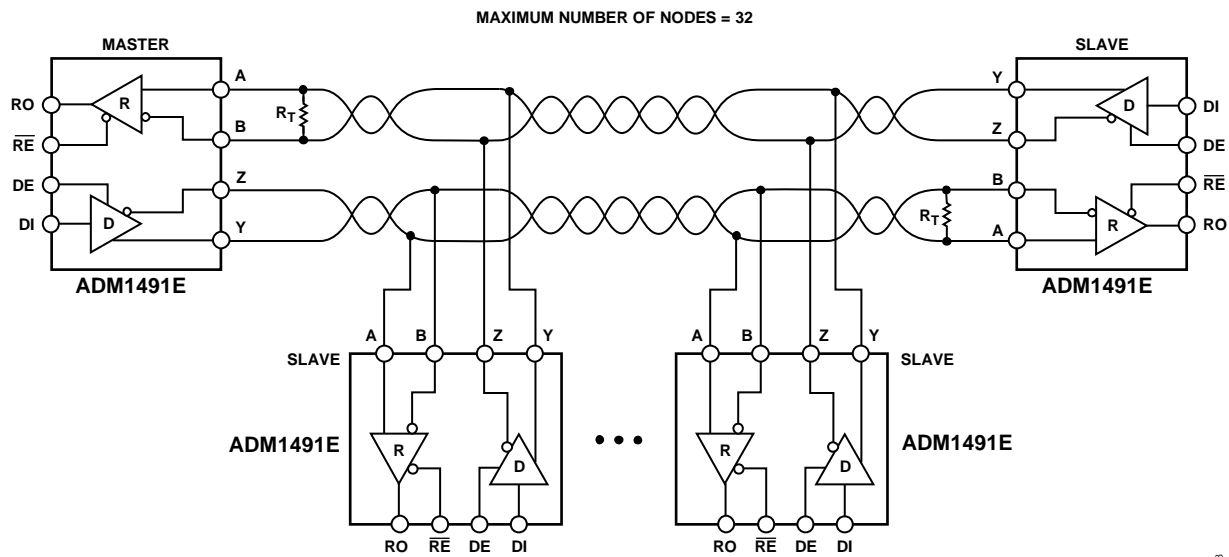 MAXIMUM NUMBER OF NODES = 32
MASTER
SLAVE
A
Y
RO
R
D
DI
R_T
B
Z
RE
DE
DE
Z
B
RE
D
R_T
R
DI
RO
Y
A
ADM1491E
ADM1491E
A B Z Y
A B Z Y
SLAVE
SLAVE
ADM1491E
R
D
R
D
ADM1491E
RO RE DE DI
RO RE DE DI